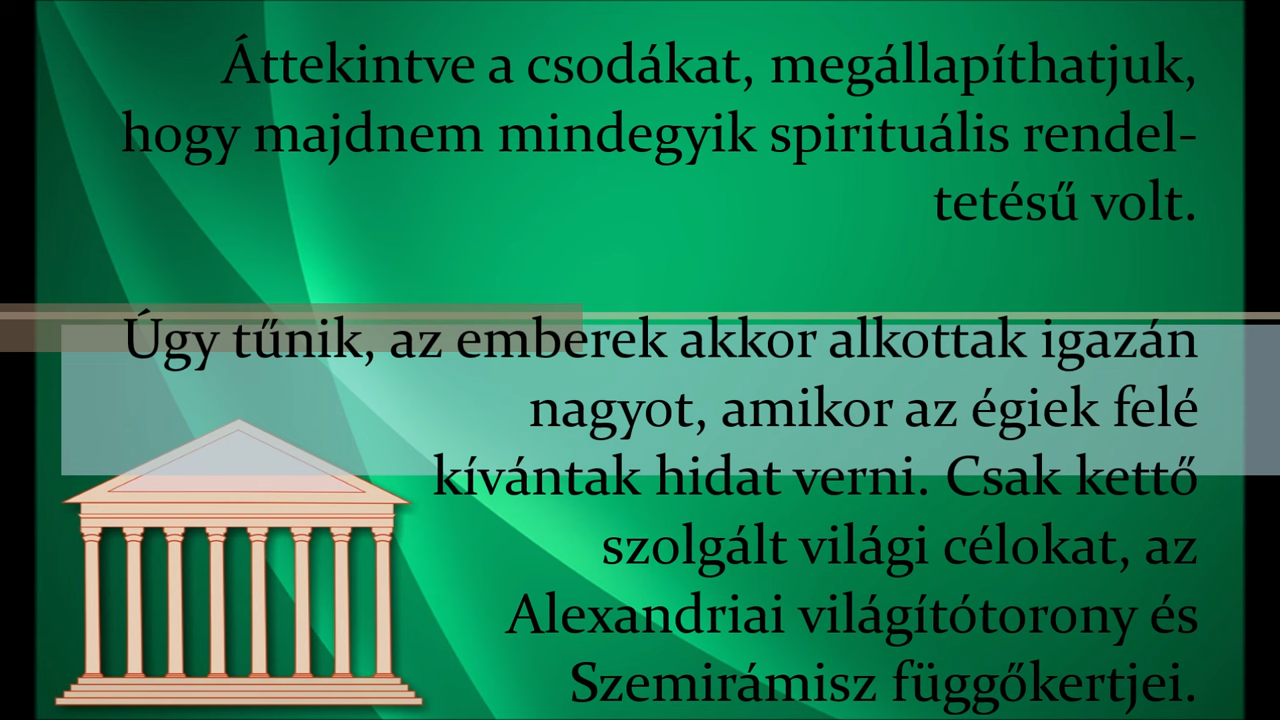 Áttekintve a csodákat, megállapíthatjuk,
hogy majdnem mindegyik spirituális rendel-
tetésű volt.
Úgy tűnik, az emberek akkor alkottak igazán
nagyot, amikor az égiek felé
kívántak hidat verni. Csak kettő
szolgált világi célokat, az
Alexandriai világítótorony és
Szemirámisz függőkertjei.